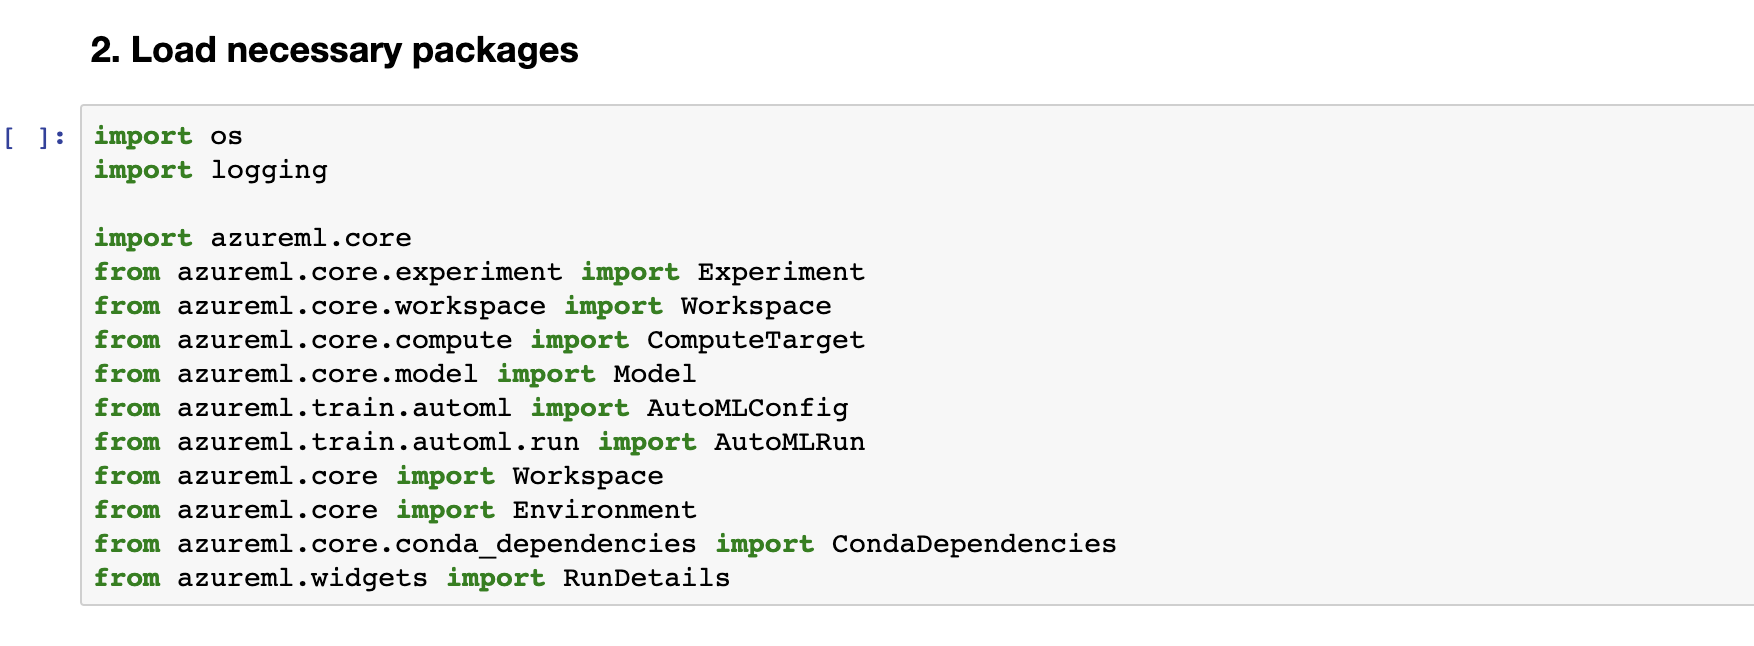 2. Load necessary packages
[ ]:
import os
import logging
import azureml.core
from azureml.core.experiment import Experiment
from azureml.core.workspace import Workspace
from azureml.core.compute import ComputeTarget
from azureml.core.model import Model
from azureml.train.automl import AutoMLConfig
from azureml.train.automl.run import AutoMLRun
from azureml.core import Workspace
from azureml.core import Environment
from azureml.core.conda_dependencies import CondaDependencies
from azureml.widgets import RunDetails